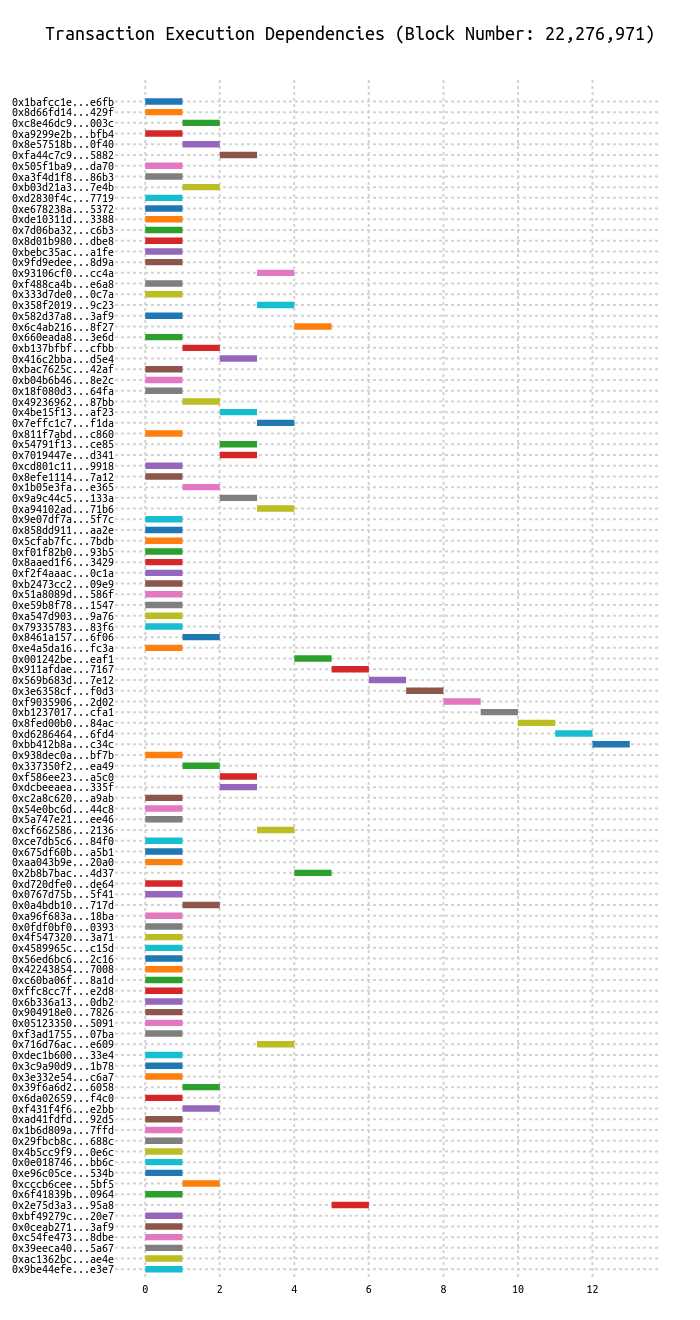 Transaction Execution Dependencies (Block Number: 22,276,971)
0x1bafcc1e...e6fb
0x8d66fd14...429f
0xc8e46dc9...003c
0xa9299e2b...bfb4
0x8e57518b...0f40
0xfa44c7c9...5882
0x505f1ba9...da70
0xa3f4d1f8...86b3
0xb03d21a3...7e4b
0xd2830f4c...7719
0xe678238a...5372
0xde10311d...3388
0x7d06ba32...c6b3
0x8d01b980...dbe8
0xbebc35ac...a1fe
0x9fd9edee...8d9a
0x93106cf0...cc4a
0xf488ca4b...e6a8
0x333d7de0...0c7a
0x358f2019...9c23
0x582d37a8...3af9
0x6c4ab216...8f27
0x660eada8...3e6d
0xb137bfbf...cfbb
0x416c2bba...d5e4
0xbac7625c...42af
0xb04b6b46...8e2c
0x18f080d3...64fa
0x49236962...87bb
0x4be15f13...af23
0x7effc1c7...f1da
0x811f7abd...c860
0x54791f13...ce85
0x7019447e...d341
0xcd801c11...9918
0x8efe1114...7a12
0x1b05e3fa...e365
0x9a9c44c5...133a
0xa94102ad...71b6
0x9e07df7a...5f7c
0x858dd911...aa2e
0x5cfab7fc...7bdb
0xf01f82b0...93b5
0x8aaed1f6...3429
0xf2f4aaac...0c1a
0xb2473cc2...09e9
0x51a8089d...586f
0xe59b8f78...1547
0xa547d903...9a76
0x79335783...83f6
0x8461a157...6f06
0xe4a5da16...fc3a
0x001242be...eaf1
0x911afdae...7167
0x569b683d...7e12
0x3e6358cf...f0d3
0xf9035906...2d02
0xb1237017...cfa1
0x8fed00b0...84ac
0xd6286464...6fd4
0xbb412b8a...c34c
0x938dec0a...bf7b
0x337350f2...ea49
0xf586ee23...a5c0
0xdcbeeaea...335f
0xc2a8c620...a9ab
0x54e0bc6d...44c8
0x5a747e21...ee46
0xcf662586...2136
0xce7db5c6...84f0
0x675df60b...a5b1
0xaa043b9e...20a0
0x2b8b7bac...4d37
0xd720dfe0...de64
0x0767d75b...5f41
0x0a4bdb10...717d
0xa96f683a...18ba
0x0fdf0bf0...0393
0x4f547320...3a71
0x4589965c...c15d
0x56ed6bc6...2c16
0x42243854...7008
0xc60ba06f...8a1d
0xffc8cc7f...e2d8
0x6b336a13...0db2
0x904918e0...7826
0x05123350...5091
0xf3ad1755...07ba
0x716d76ac...e609
0xdec1b600...33e4
0x3c9a90d9...1b78
0x3e332e54...c6a7
0x39f6a6d2...6058
0x6da02659...f4c0
0xf431f4f6...e2bb
0xad41fdfd...92d5
0x1b6d809a...7ffd
0x29fbcb8c...688c
0x4b5cc9f9...0e6c
0x0e018746...bb6c
0xe96c05ce...534b
0xcccb6cee...5bf5
0x6f41839b...0964
0x2e75d3a3...95a8
0xbf49279c...20e7
0x0ceab271...3af9
0xc54fe473...8dbe
0x39eeca40...5a67
0xac1362bc...ae4e
0x9be44efe...e3e7
0 2 4 6 8 10 12